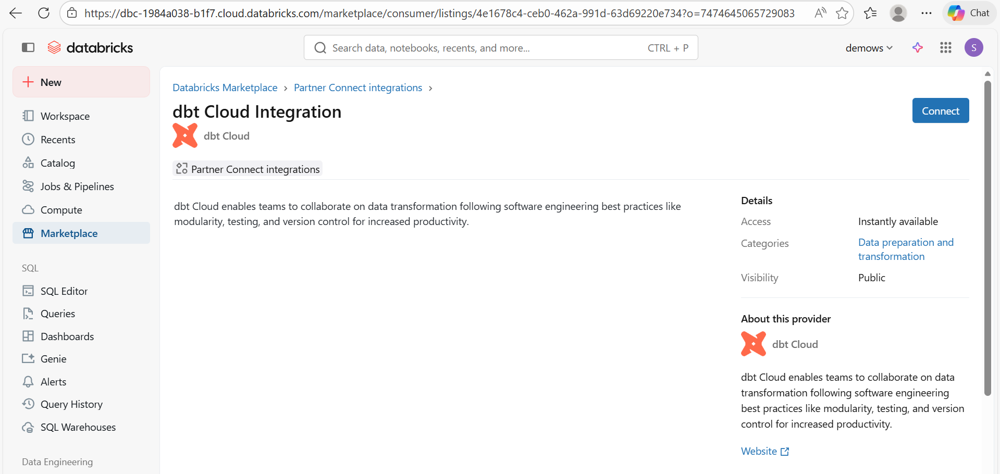 https://dbc-1984a038-b1f7.cloud.databricks.com/marketplace/consumer/listings/4e1678c4-ceb0-462a-991d-63d69220e734?o=7474645065729083
Chat
databricks
Search data, notebooks, recents, and more...
CTRL + P
demows
S
New
Workspace
Recents
Catalog
Jobs & Pipelines
Compute
Marketplace
SQL
SQL Editor
Queries
Dashboards
Genie
Alerts
Query History
SQL Warehouses
Data Engineering
Databricks Marketplace > Partner Connect integrations >
dbt Cloud Integration
Connect
dbt Cloud
Partner Connect integrations
dbt Cloud enables teams to collaborate on data transformation following software engineering best practices like
modularity, testing, and version control for increased productivity.
Details
Access Instantly available
Categories Data preparation and
transformation
Visibility Public
About this provider
dbt Cloud
dbt Cloud enables teams to collaborate on data
transformation following software engineering
best practices like modularity, testing, and version
control for increased productivity.
Website